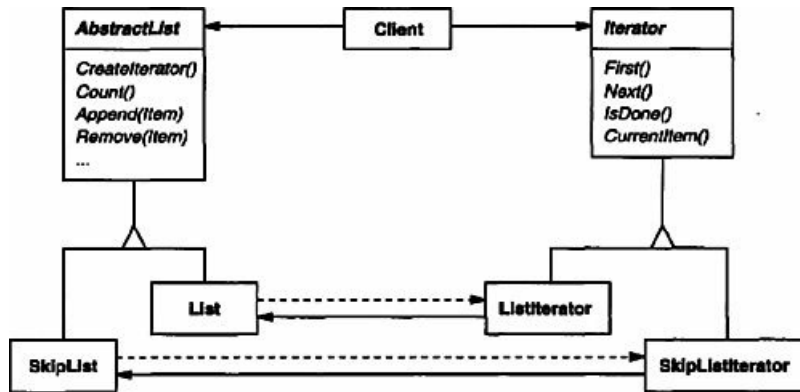 AbstractList
CreateIterator()
Count()
Append(Item)
Remove(Item)
...
Client
Iterator
First()
Next()
IsDone()
CurrentItem()
List
ListIterator
SkipList
SkipListIterator